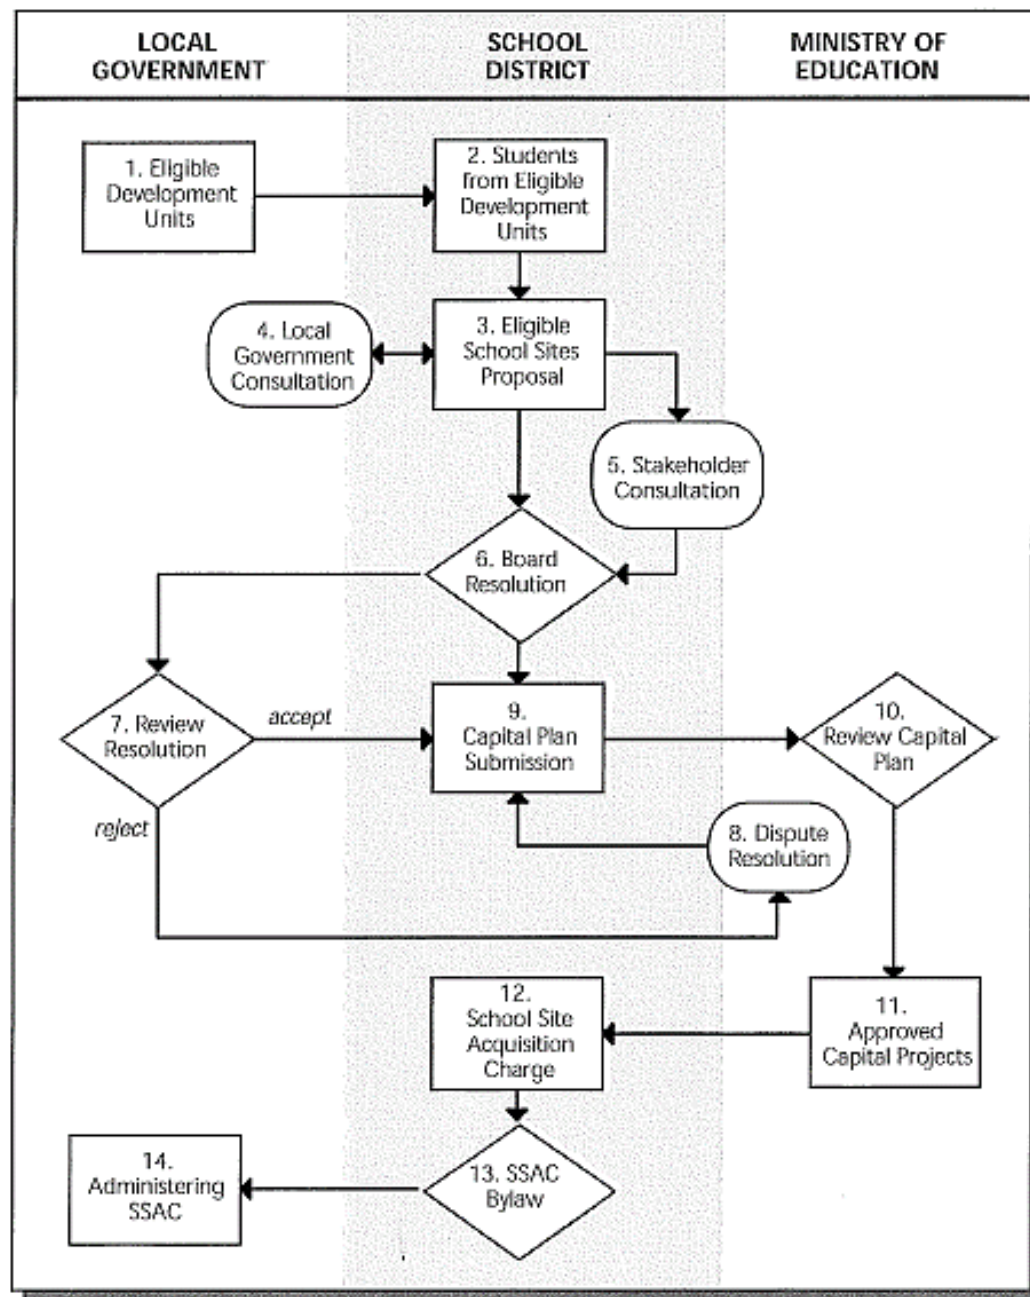 LOCAL
GOVERNMENT
SCHOOL
DISTRICT
MINISTRY OF
EDUCATION
1. Eligible
Development
Units
2. Students
from Eligible
Development
Units
4. Local
Government
Consultation
3. Eligible
School Sites
Proposal
5. Stakeholder
Consultation
6. Board
Resolution
7. Review
Resolution
accept
reject
9.
Capital Plan
Submission
10.
Review Capital
Plan
8. Dispute
Resolution
12.
School Site
Acquisition
Charge
11.
Approved
Capital Projects
14.
Administering
SSAC
13. SSAC
Bylaw